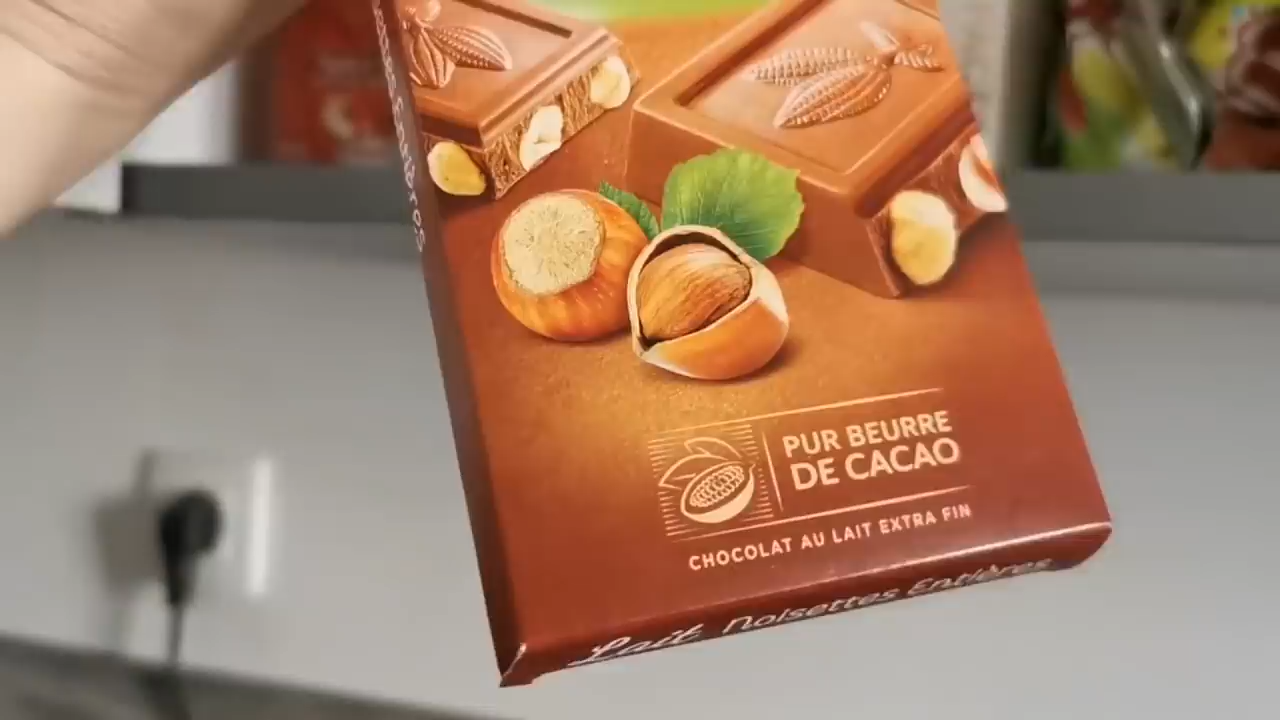 PUR BEURRE
DE CACAO
CHOCOLAT AU LAIT EXTRA FIN
Lait Noisettes Entières